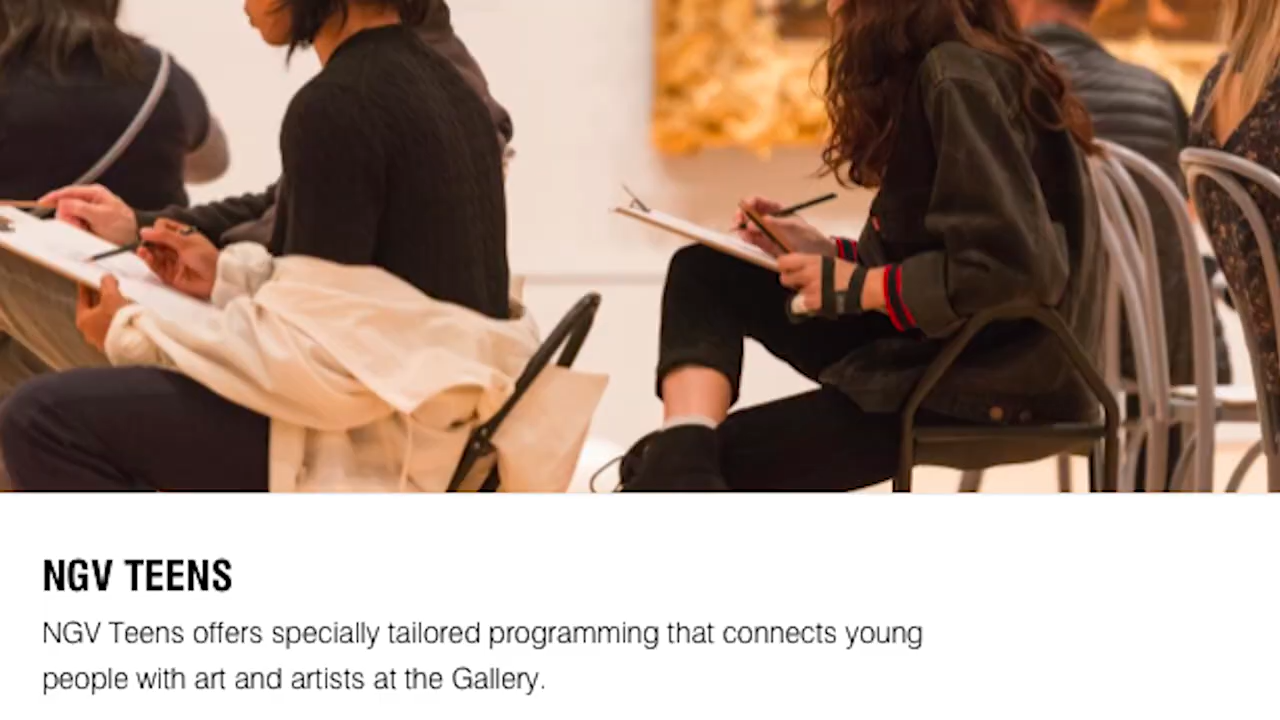 NGV TEENS
NGV Teens offers specially tailored programming that connects young
people with art and artists at the Gallery.